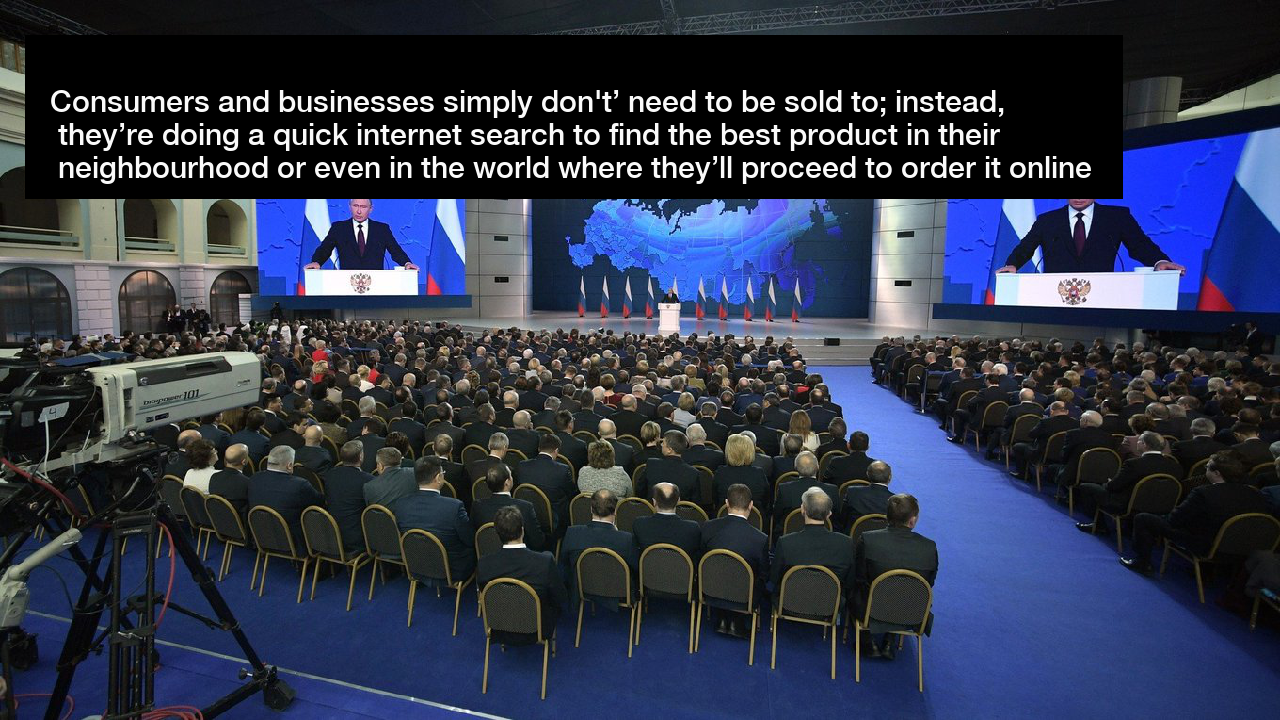 Consumers and businesses simply don't’ need to be sold to; instead,
they’re doing a quick internet search to find the best product in their
neighbourhood or even in the world where they’ll proceed to order it online
4
101